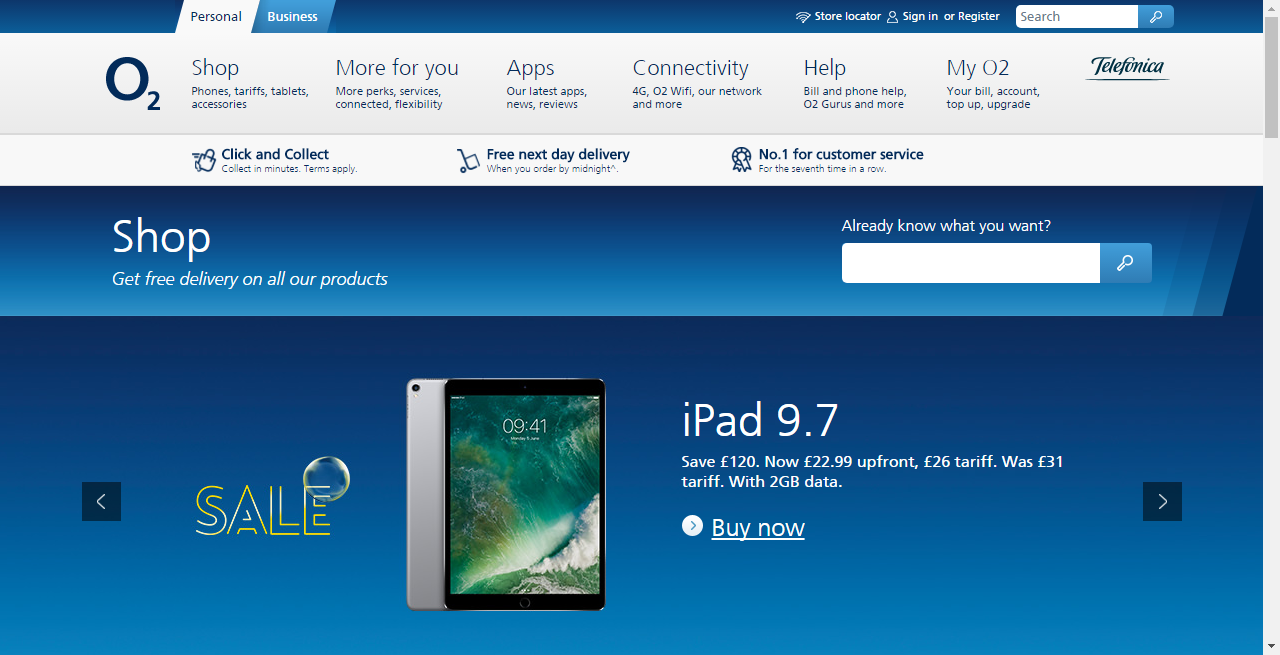 Personal Business Store locator Sign in or Register Search
O2
Shop More for you Apps Connectivity Help My O2 Telefónica
Phones, tariffs, tablets, More perks, services, Our latest apps, 4G, O2 Wifi, our network Bill and phone help, Your bill, account,
accessories connected, flexibility news, reviews and more O2 Gurus and more top up, upgrade
Click and Collect Free next day delivery No.1 for customer service
Collect in minutes. Terms apply. When you order by midnight^. For the seventh time in a row.
Shop
Already know what you want?
Get free delivery on all our products
SALE
09:41
Monday 5 June
iPad 9.7
Save £120. Now £22.99 upfront, £26 tariff. Was £31
tariff. With 2GB data.
Buy now